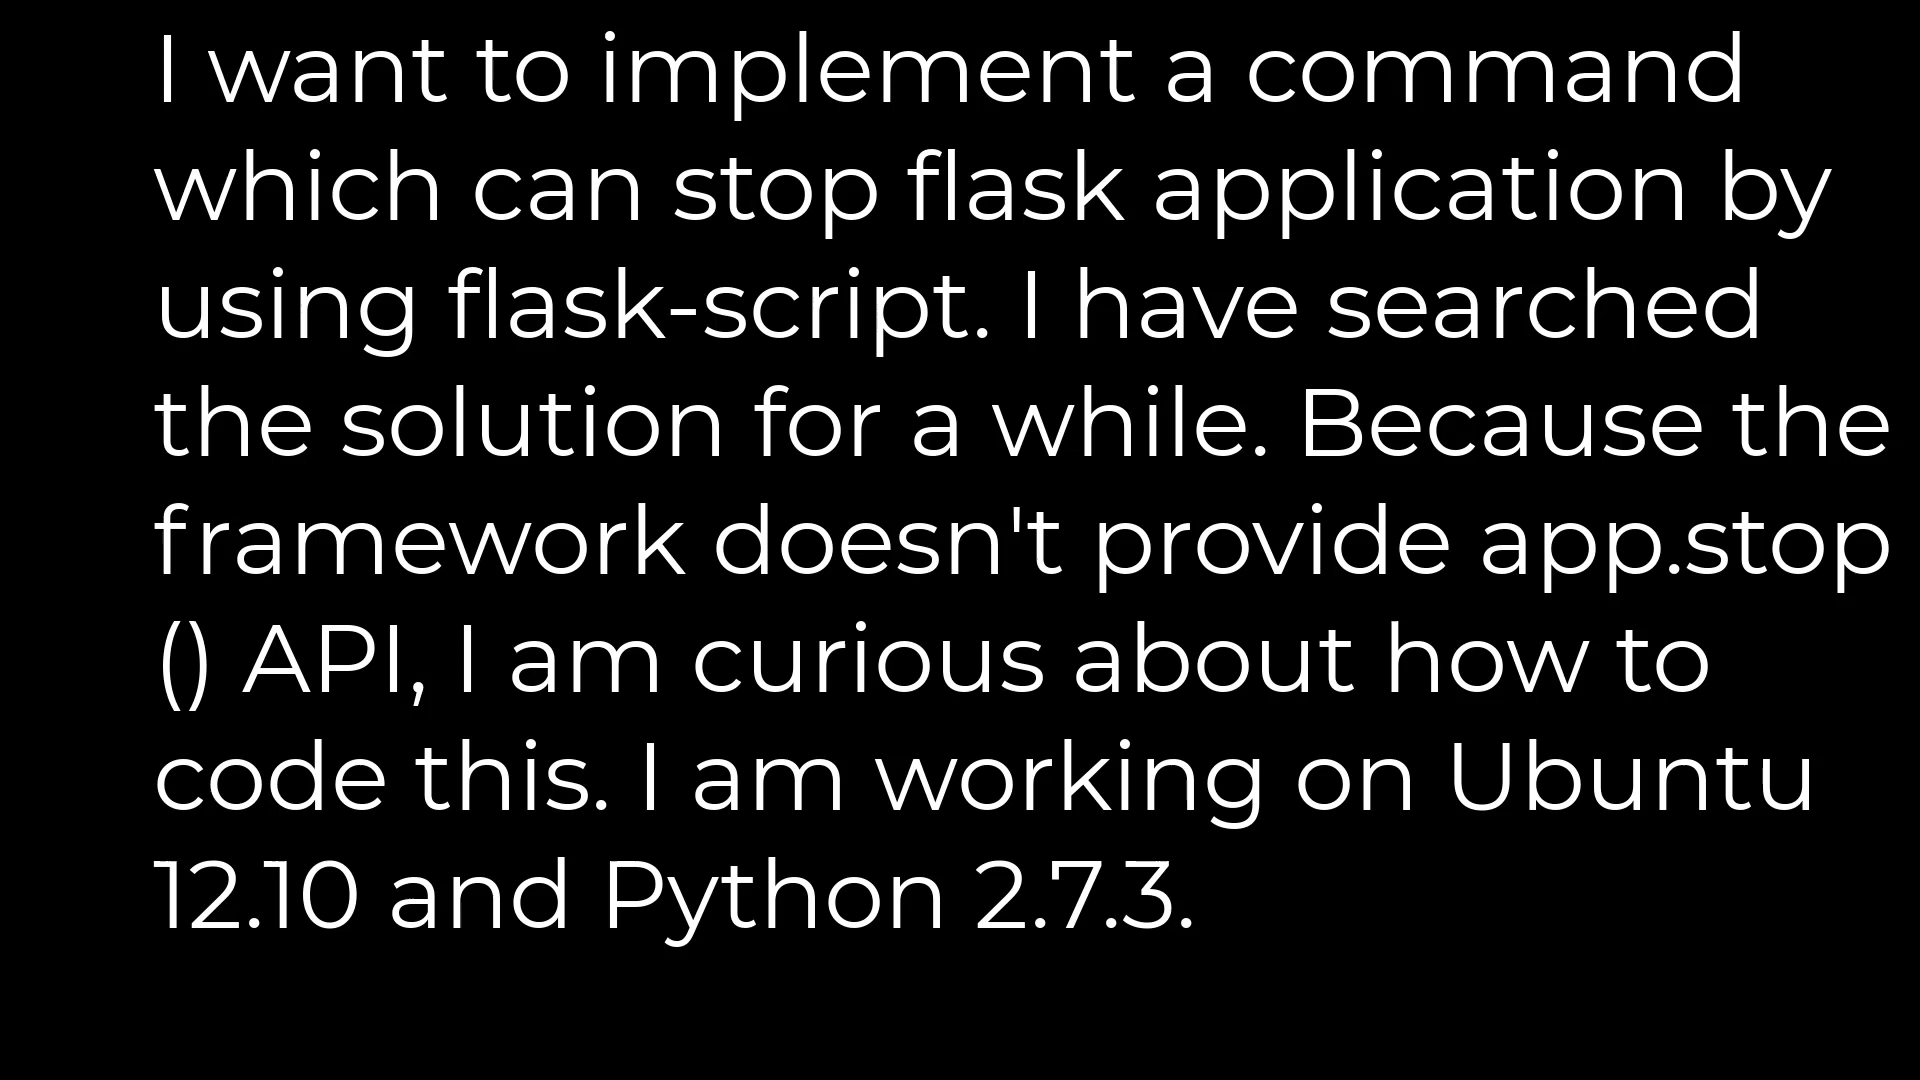 I want to implement a command
which can stop flask application by
using flask-script. I have searched
the solution for a while. Because the
framework doesn't provide app.stop
() API, I am curious about how to
code this. I am working on Ubuntu
12.10 and Python 2.7.3.